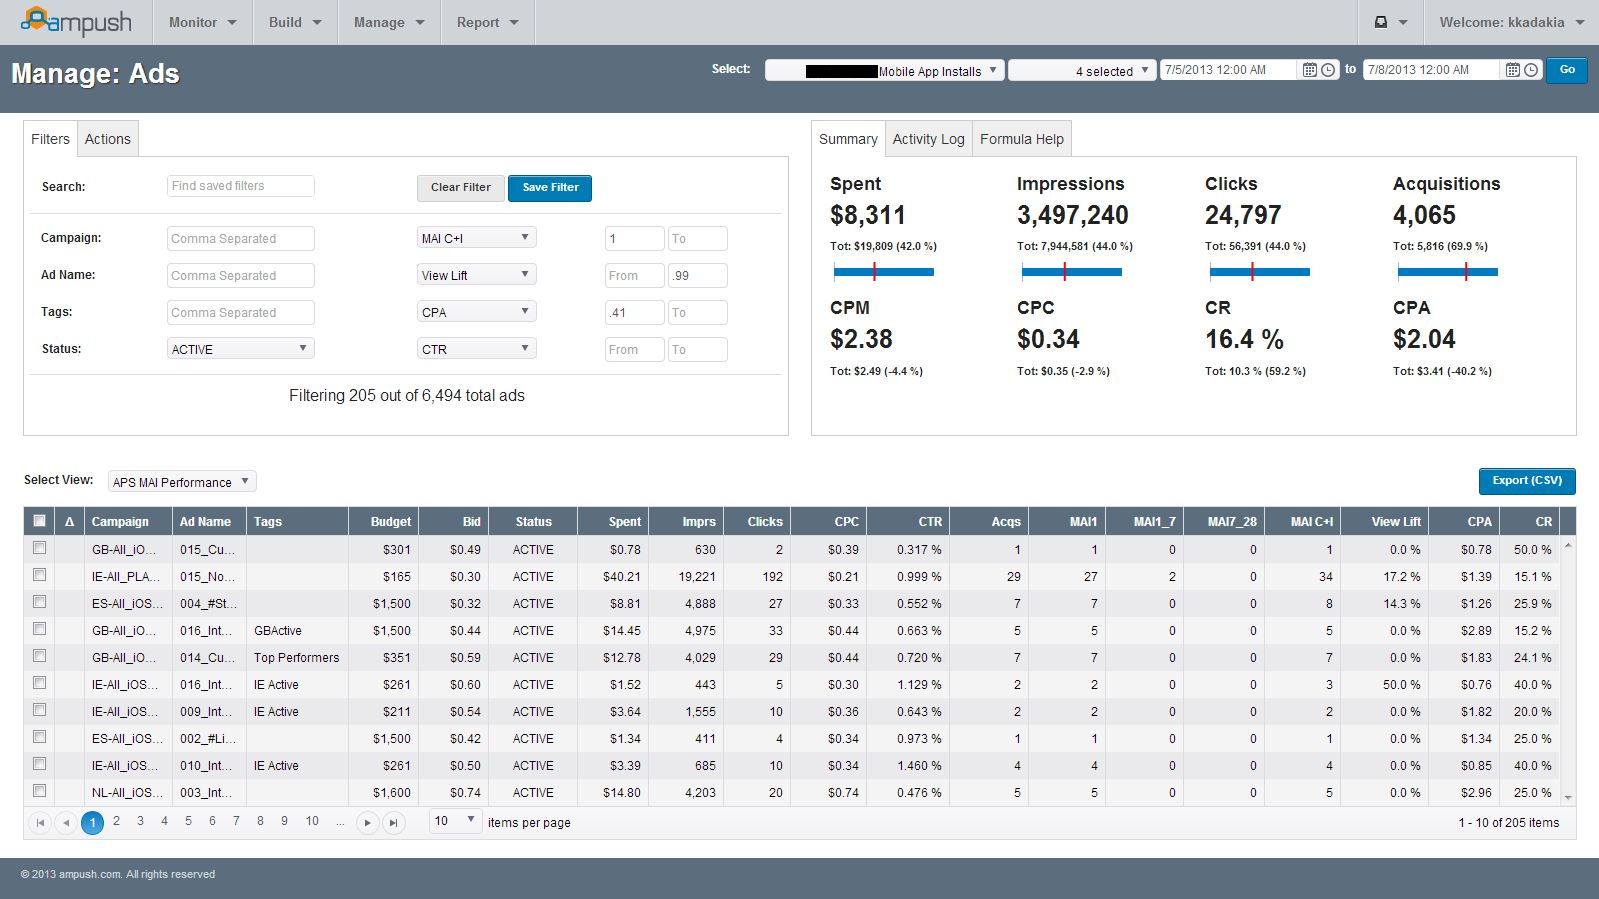 ampush Monitor Build Manage Report Welcome: kkadakia
Manage: Ads Select: Mobile App Installs 4 selected 7/5/2013 12:00 AM to 7/8/2013 12:00 AM Go
Filters Actions
Search: Find saved filters Clear Filter Save Filter
Campaign: Comma Separated MAI C+I 1 To
Ad Name: Comma Separated View Lift From .99
Tags: Comma Separated CPA .41 To
Status: ACTIVE CTR From To
Filtering 205 out of 6,494 total ads
Summary Activity Log Formula Help
Spent Impressions Clicks Acquisitions
$8,311 3,497,240 24,797 4,065
Tot: $19,809 (42.0 %) Tot: 7,944,581 (44.0 %) Tot: 56,391 (44.0 %) Tot: 5,816 (69.9 %)
CPM CPC CR CPA
$2.38 $0.34 16.4 % $2.04
Tot: $2.49 (-4.4 %) Tot: $0.35 (-2.9 %) Tot: 10.3 % (59.2 %) Tot: $3.41 (-40.2 %)
Select View: APS MAI Performance Export (CSV)
Δ Campaign Ad Name Tags Budget Bid Status Spent Imprs Clicks CPC CTR Acqs MAI1 MAI1_7 MAI7_28 MAI C+I View Lift CPA CR
GB-All_iO... 015_Cu... $301 $0.49 ACTIVE $0.78 630 2 $0.39 0.317 % 1 1 0 0 1 0.0 % $0.78 50.0 %
IE-All_PLA... 015_No... $165 $0.30 ACTIVE $40.21 19,221 192 $0.21 0.999 % 29 27 2 0 34 17.2 % $1.39 15.1 %
ES-All_iOS... 004_#St... $1,500 $0.32 ACTIVE $8.81 4,888 27 $0.33 0.552 % 7 7 0 0 8 14.3 % $1.26 25.9 %
GB-All_iO... 016_Int... GBActive $1,500 $0.44 ACTIVE $14.45 4,975 33 $0.44 0.663 % 5 5 0 0 5 0.0 % $2.89 15.2 %
GB-All_iO... 014_Cu... Top Performers $351 $0.59 ACTIVE $12.78 4,029 29 $0.44 0.720 % 7 7 0 0 7 0.0 % $1.83 24.1 %
IE-All_iOS... 016_Int... IE Active $261 $0.60 ACTIVE $1.52 443 5 $0.30 1.129 % 2 2 0 0 3 50.0 % $0.76 40.0 %
IE-All_iOS... 009_Int... IE Active $211 $0.54 ACTIVE $3.64 1,555 10 $0.36 0.643 % 2 2 0 0 2 0.0 % $1.82 20.0 %
ES-All_iOS... 002_#Li... $1,500 $0.42 ACTIVE $1.34 411 4 $0.34 0.973 % 1 1 0 0 1 0.0 % $1.34 25.0 %
IE-All_iOS... 010_Int... IE Active $261 $0.50 ACTIVE $3.39 685 10 $0.34 1.460 % 4 4 0 0 4 0.0 % $0.85 40.0 %
NL-All_iOS... 003_Int... $1,600 $0.74 ACTIVE $14.80 4,203 20 $0.74 0.476 % 5 5 0 0 5 0.0 % $2.96 25.0 %
1 2 3 4 5 6 7 8 9 10 ... 10 items per page 1 - 10 of 205 items
© 2013 ampush.com. All rights reserved